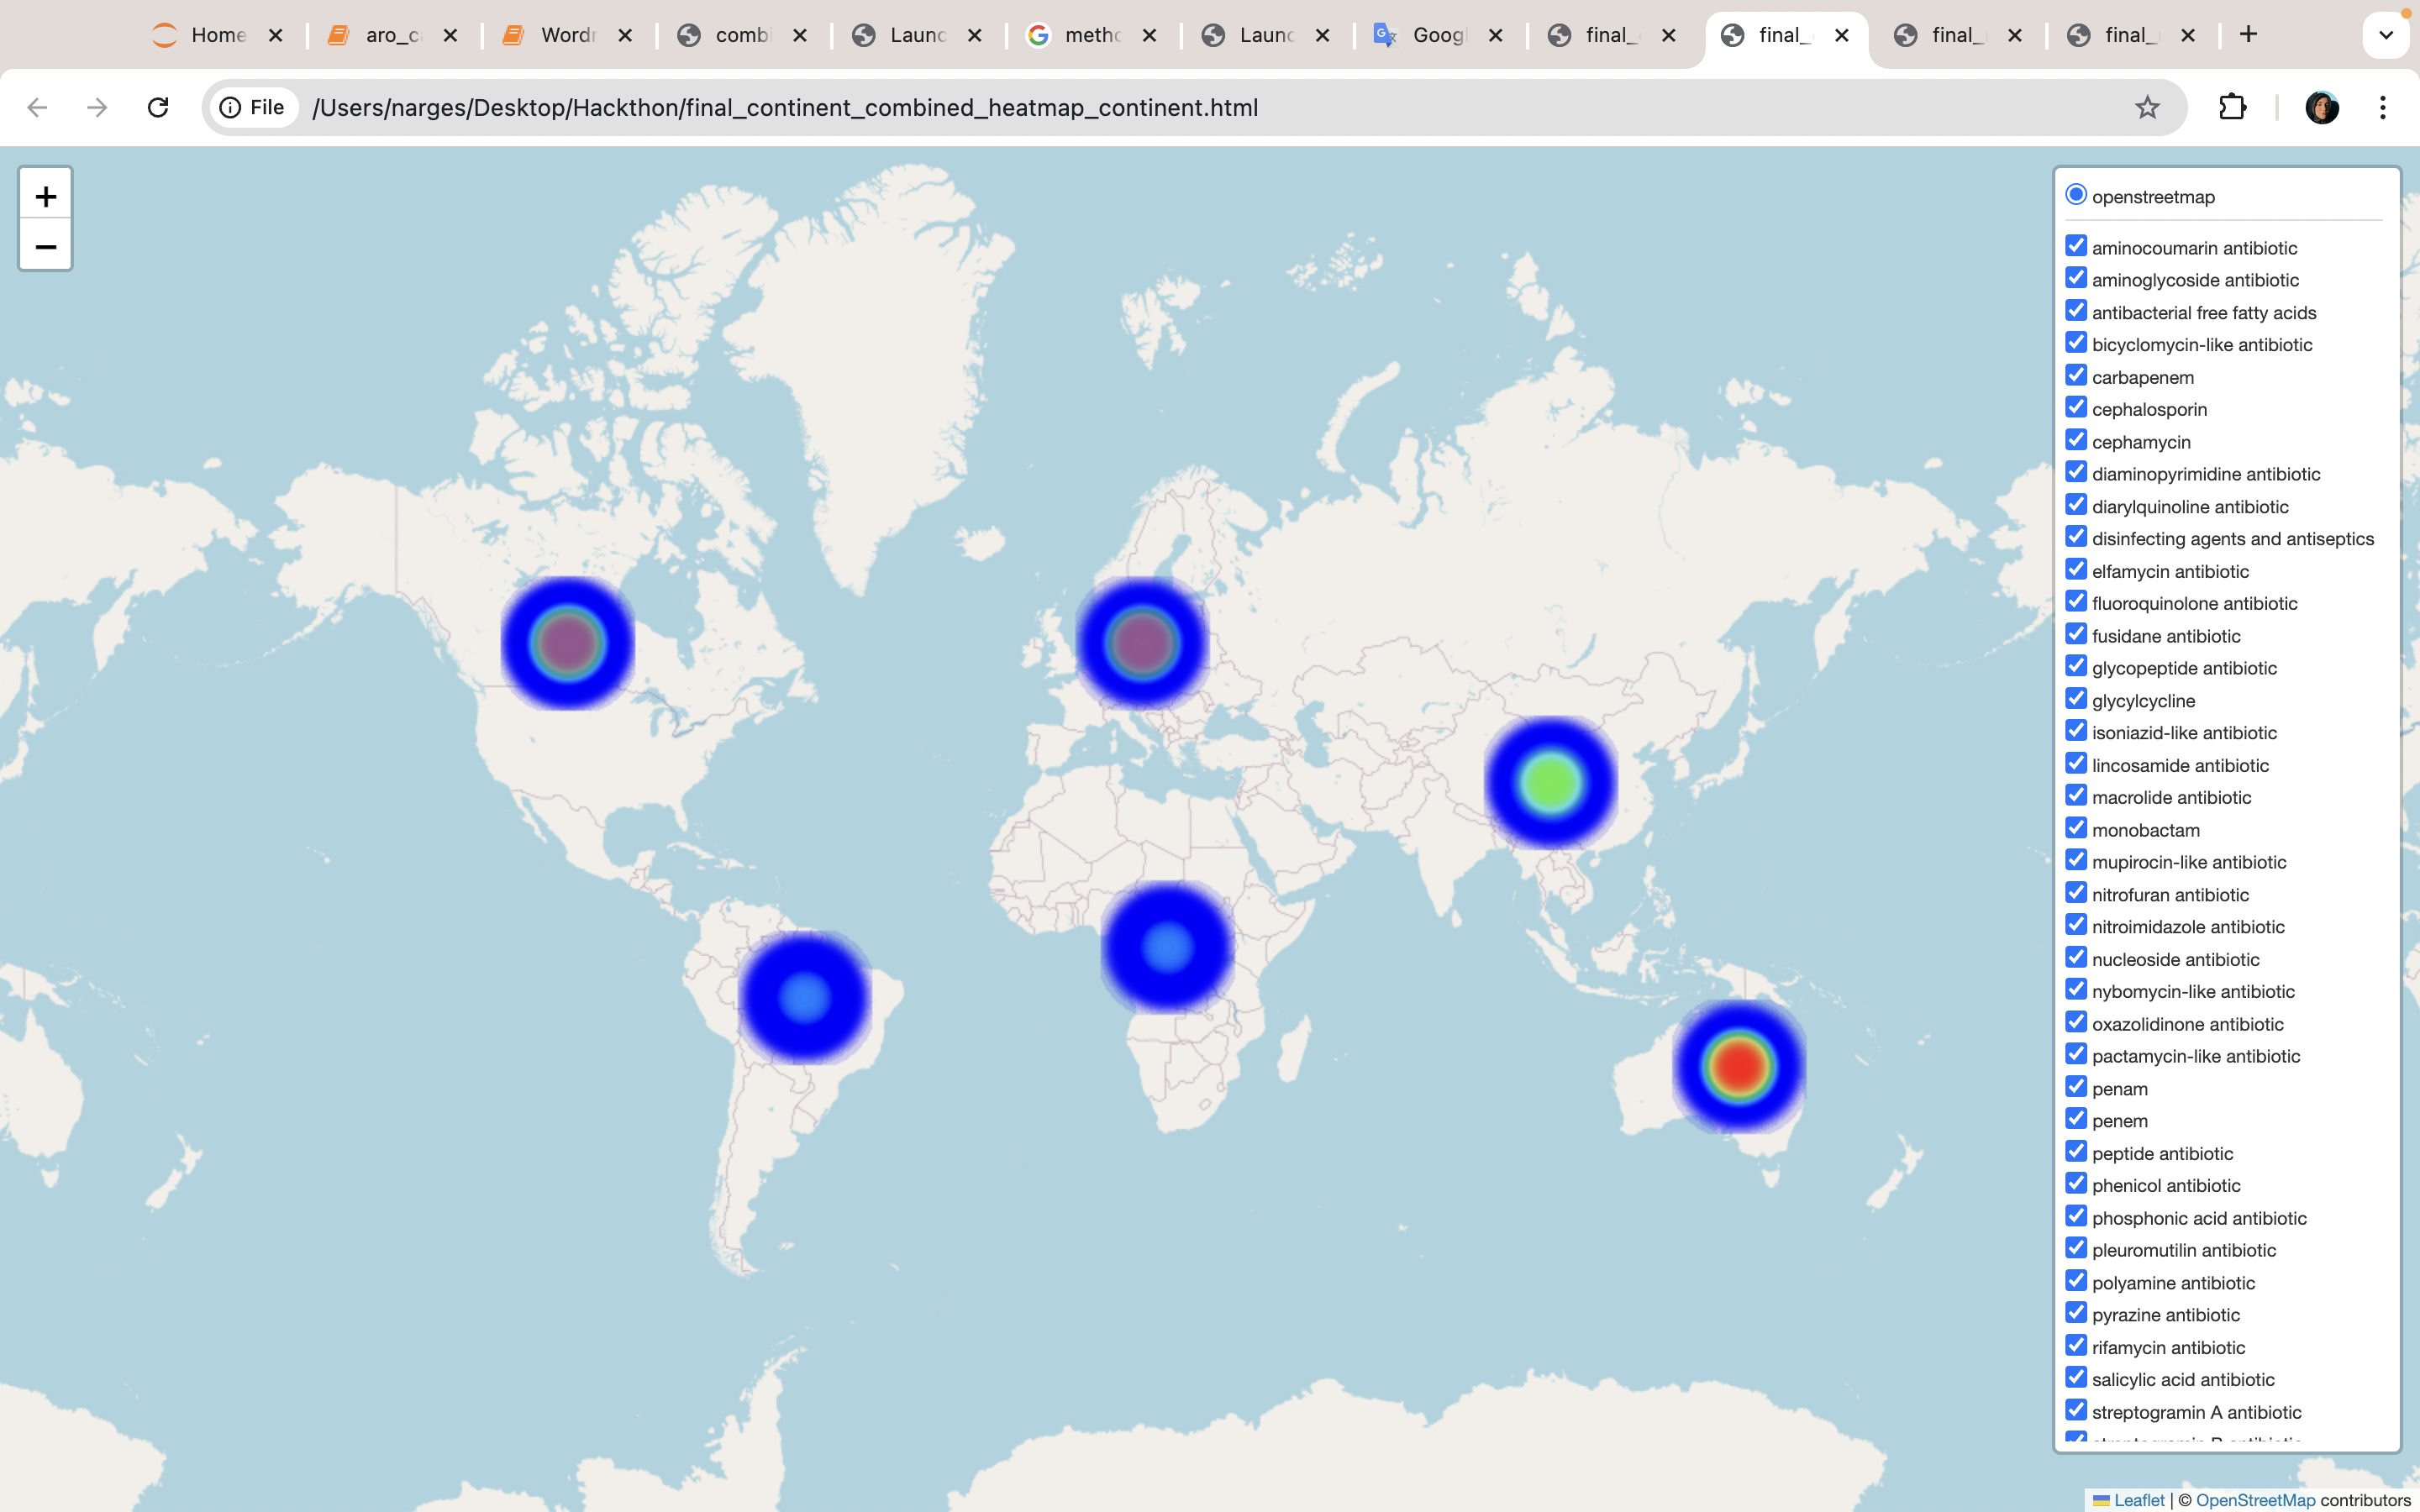 Home
aro_c
Word
comb
Launc
meth
Laun
Googl
final_
final_
final_
final_
File
/Users/narges/Desktop/Hackthon/final_continent_combined_heatmap_continent.html
+
−
openstreetmap
aminocoumarin antibiotic
aminoglycoside antibiotic
antibacterial free fatty acids
bicyclomycin-like antibiotic
carbapenem
cephalosporin
cephamycin
diaminopyrimidine antibiotic
diarylquinoline antibiotic
disinfecting agents and antiseptics
elfamycin antibiotic
fluoroquinolone antibiotic
fusidane antibiotic
glycopeptide antibiotic
glycylcycline
isoniazid-like antibiotic
lincosamide antibiotic
macrolide antibiotic
monobactam
mupirocin-like antibiotic
nitrofuran antibiotic
nitroimidazole antibiotic
nucleoside antibiotic
nybomycin-like antibiotic
oxazolidinone antibiotic
pactamycin-like antibiotic
penam
penem
peptide antibiotic
phenicol antibiotic
phosphonic acid antibiotic
pleuromutilin antibiotic
polyamine antibiotic
pyrazine antibiotic
rifamycin antibiotic
salicylic acid antibiotic
streptogramin A antibiotic
streptogramin B antibiotic
Leaflet | © OpenStreetMap contributors